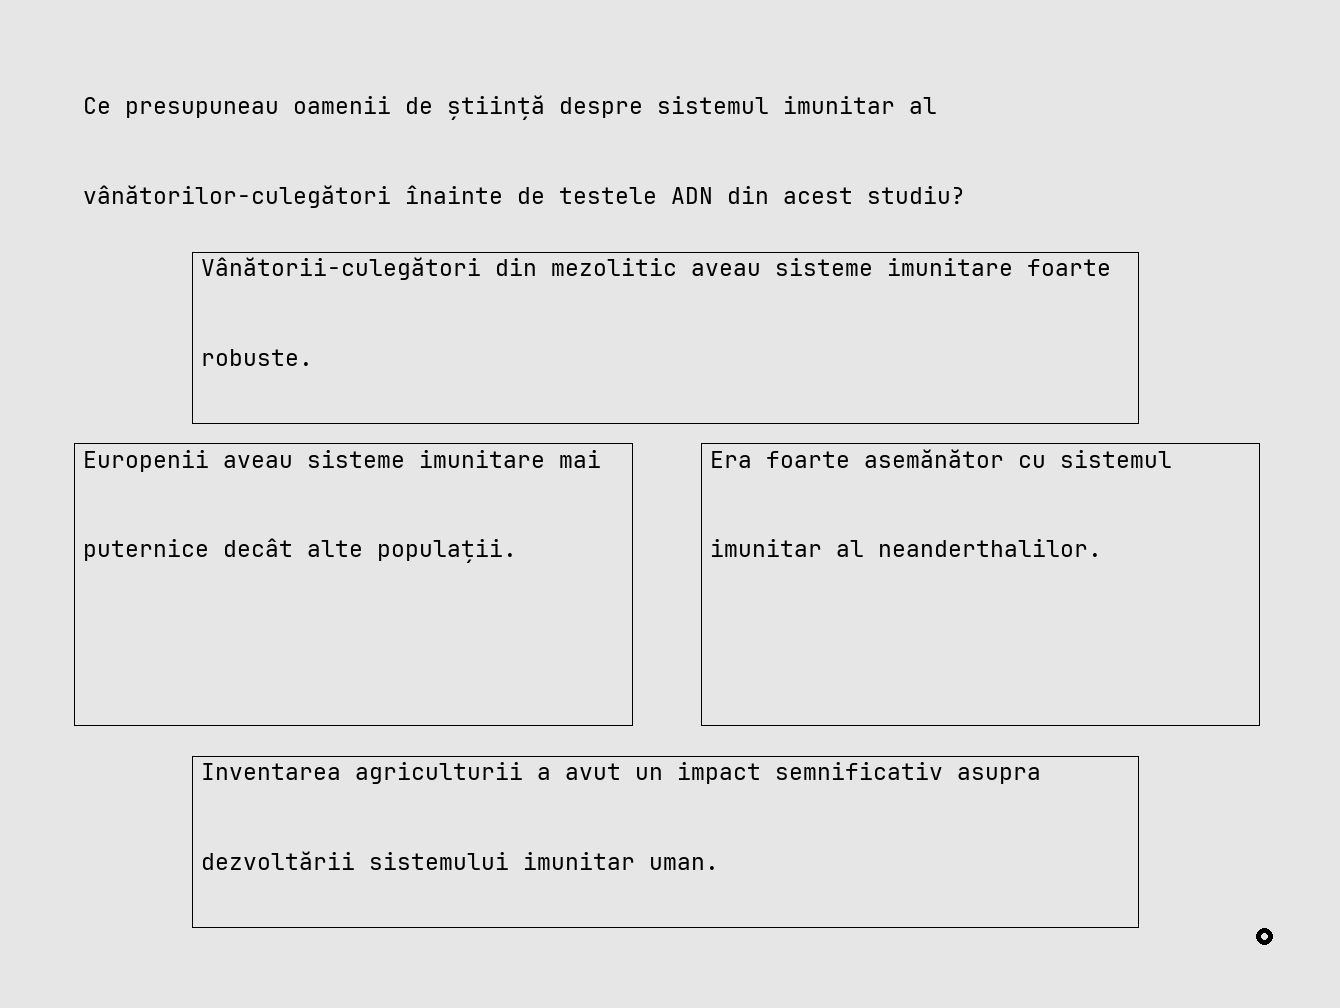 Ce presupuneau oamenii de știință despre sistemul imunitar al
vânătorilor-culegători înainte de testele ADN din acest studiu?
Vânătorii-culegători din mezolitic aveau sisteme imunitare foarte
robuste.
Europenii aveau sisteme imunitare mai
puternice decât alte populații.
Era foarte asemănător cu sistemul
imunitar al neanderthalilor.
Inventarea agriculturii a avut un impact semnificativ asupra
dezvoltării sistemului imunitar uman.